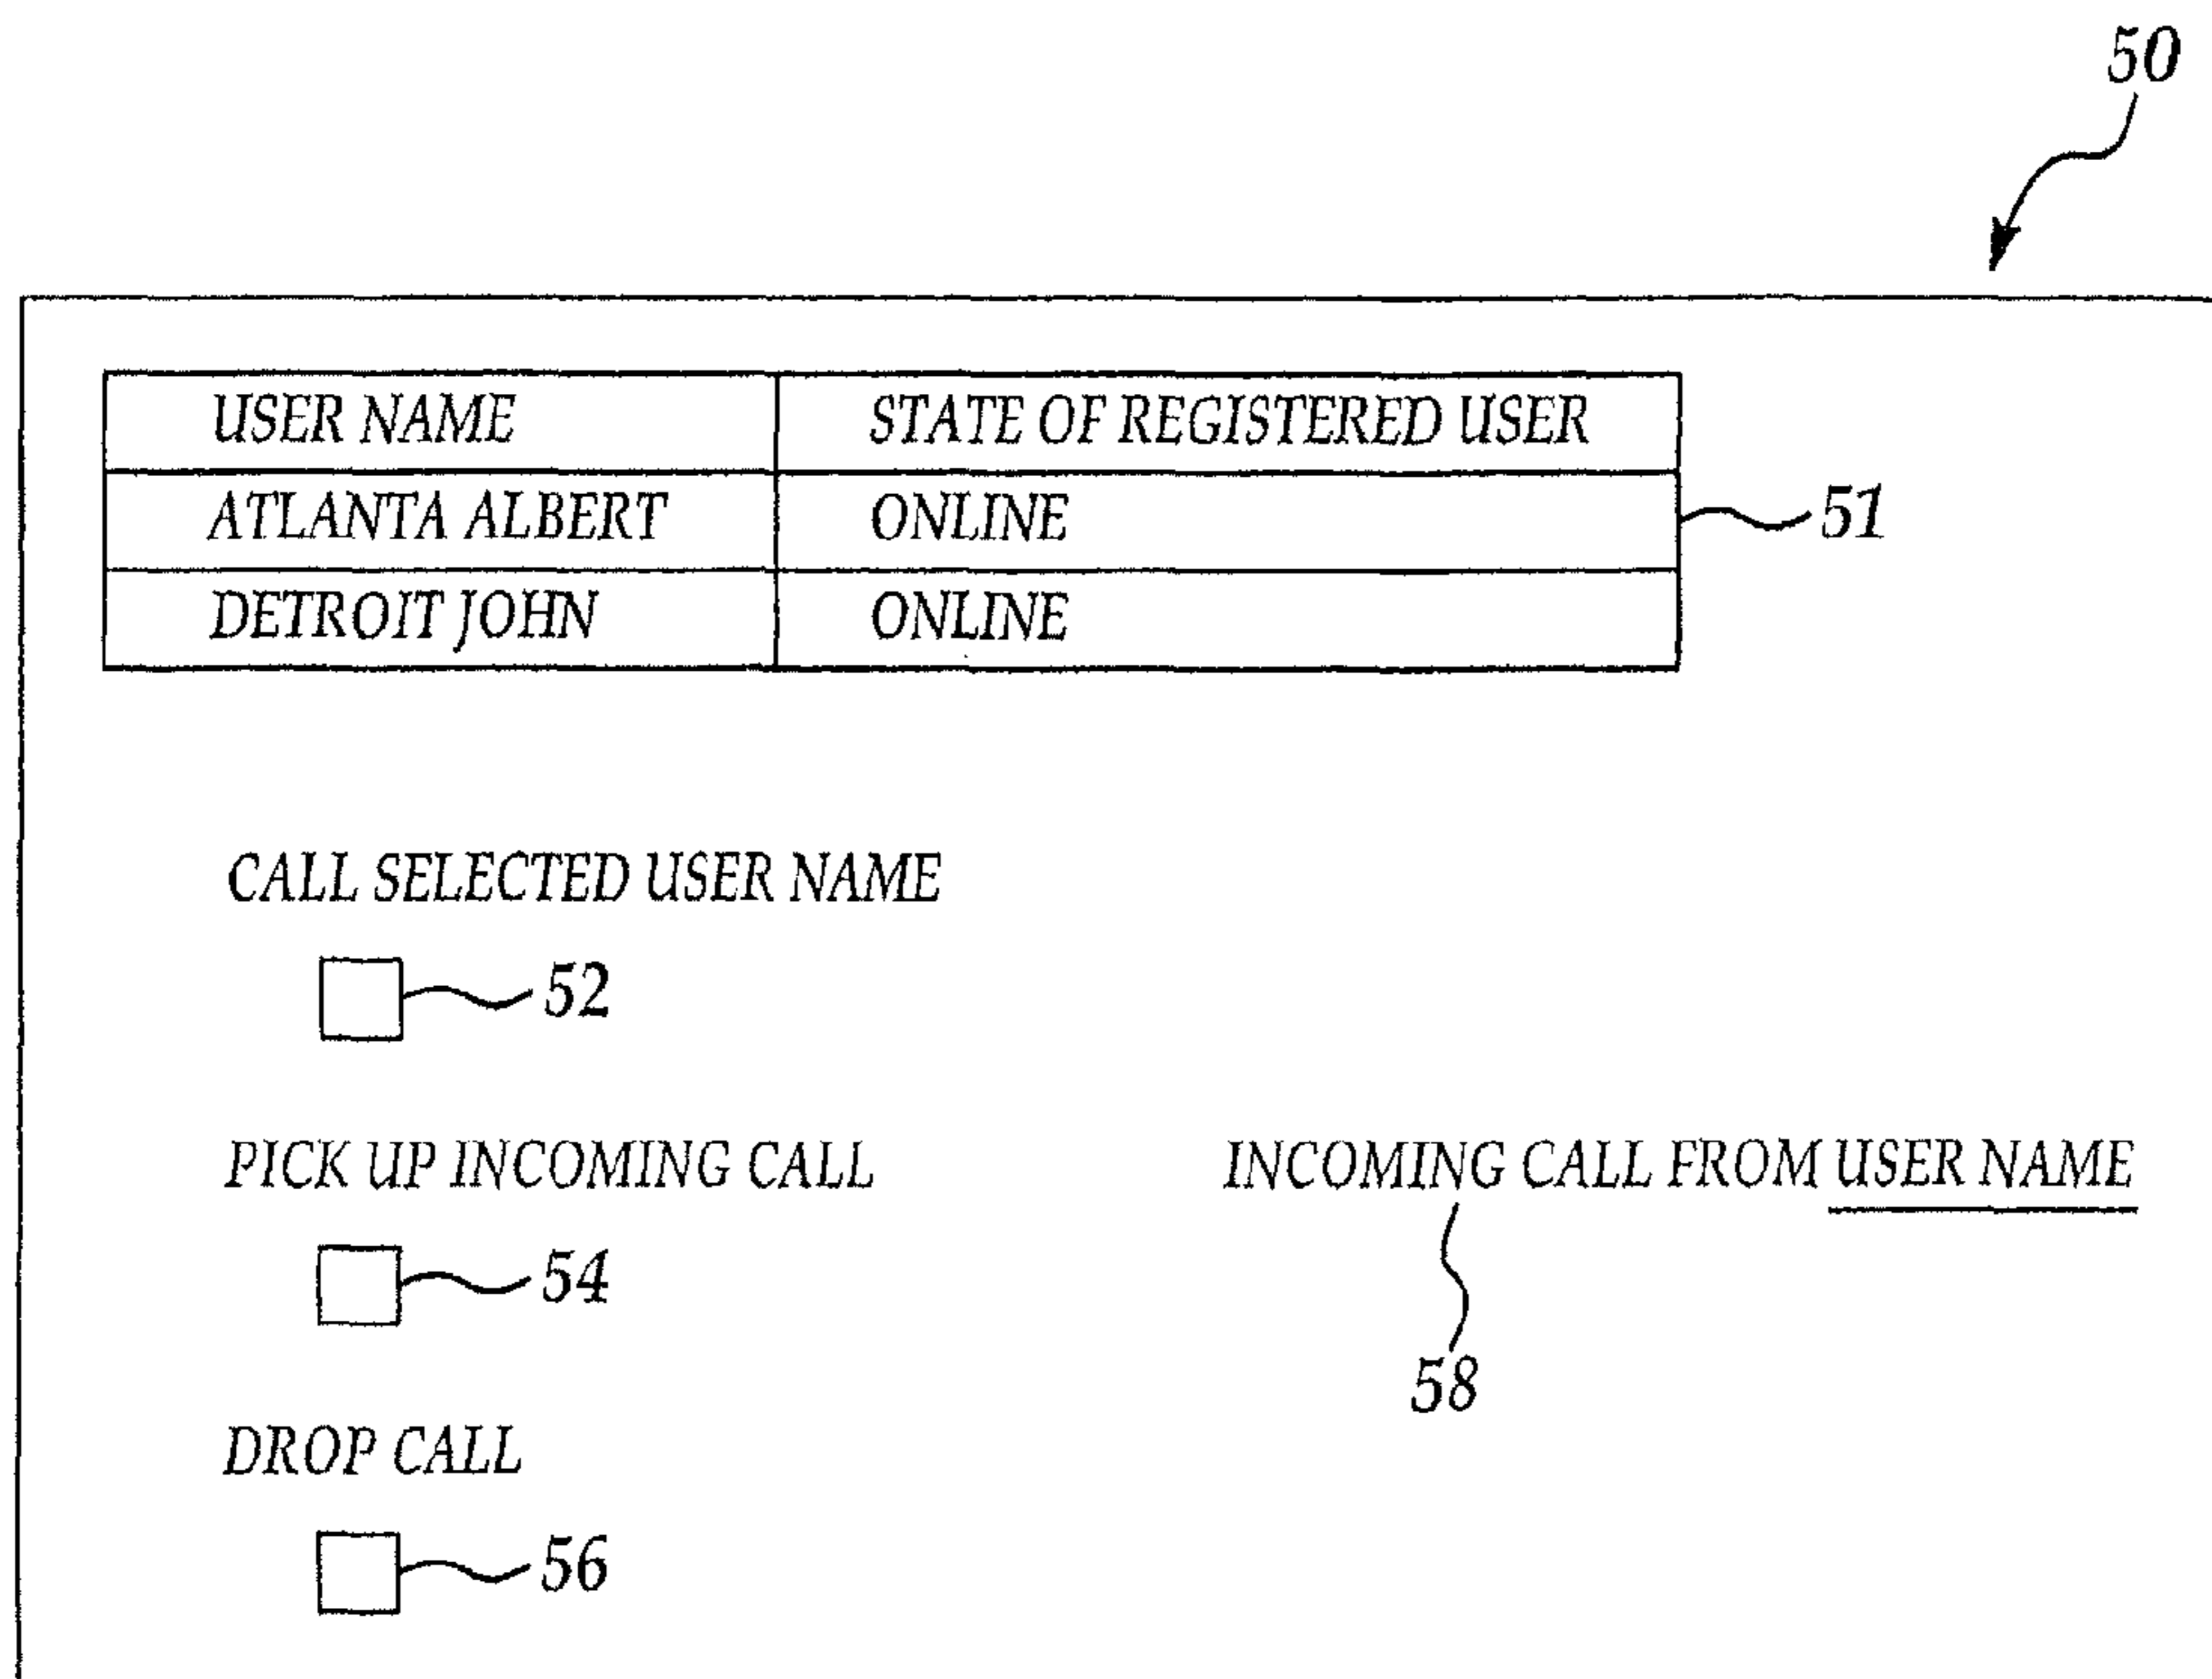 50
USER NAME STATE OF REGISTERED USER
ATLANTA ALBERT ONLINE 51
DETROIT JOHN ONLINE
CALL SELECTED USER NAME
52
PICK UP INCOMING CALL INCOMING CALL FROM USER NAME
54
58
DROP CALL
56